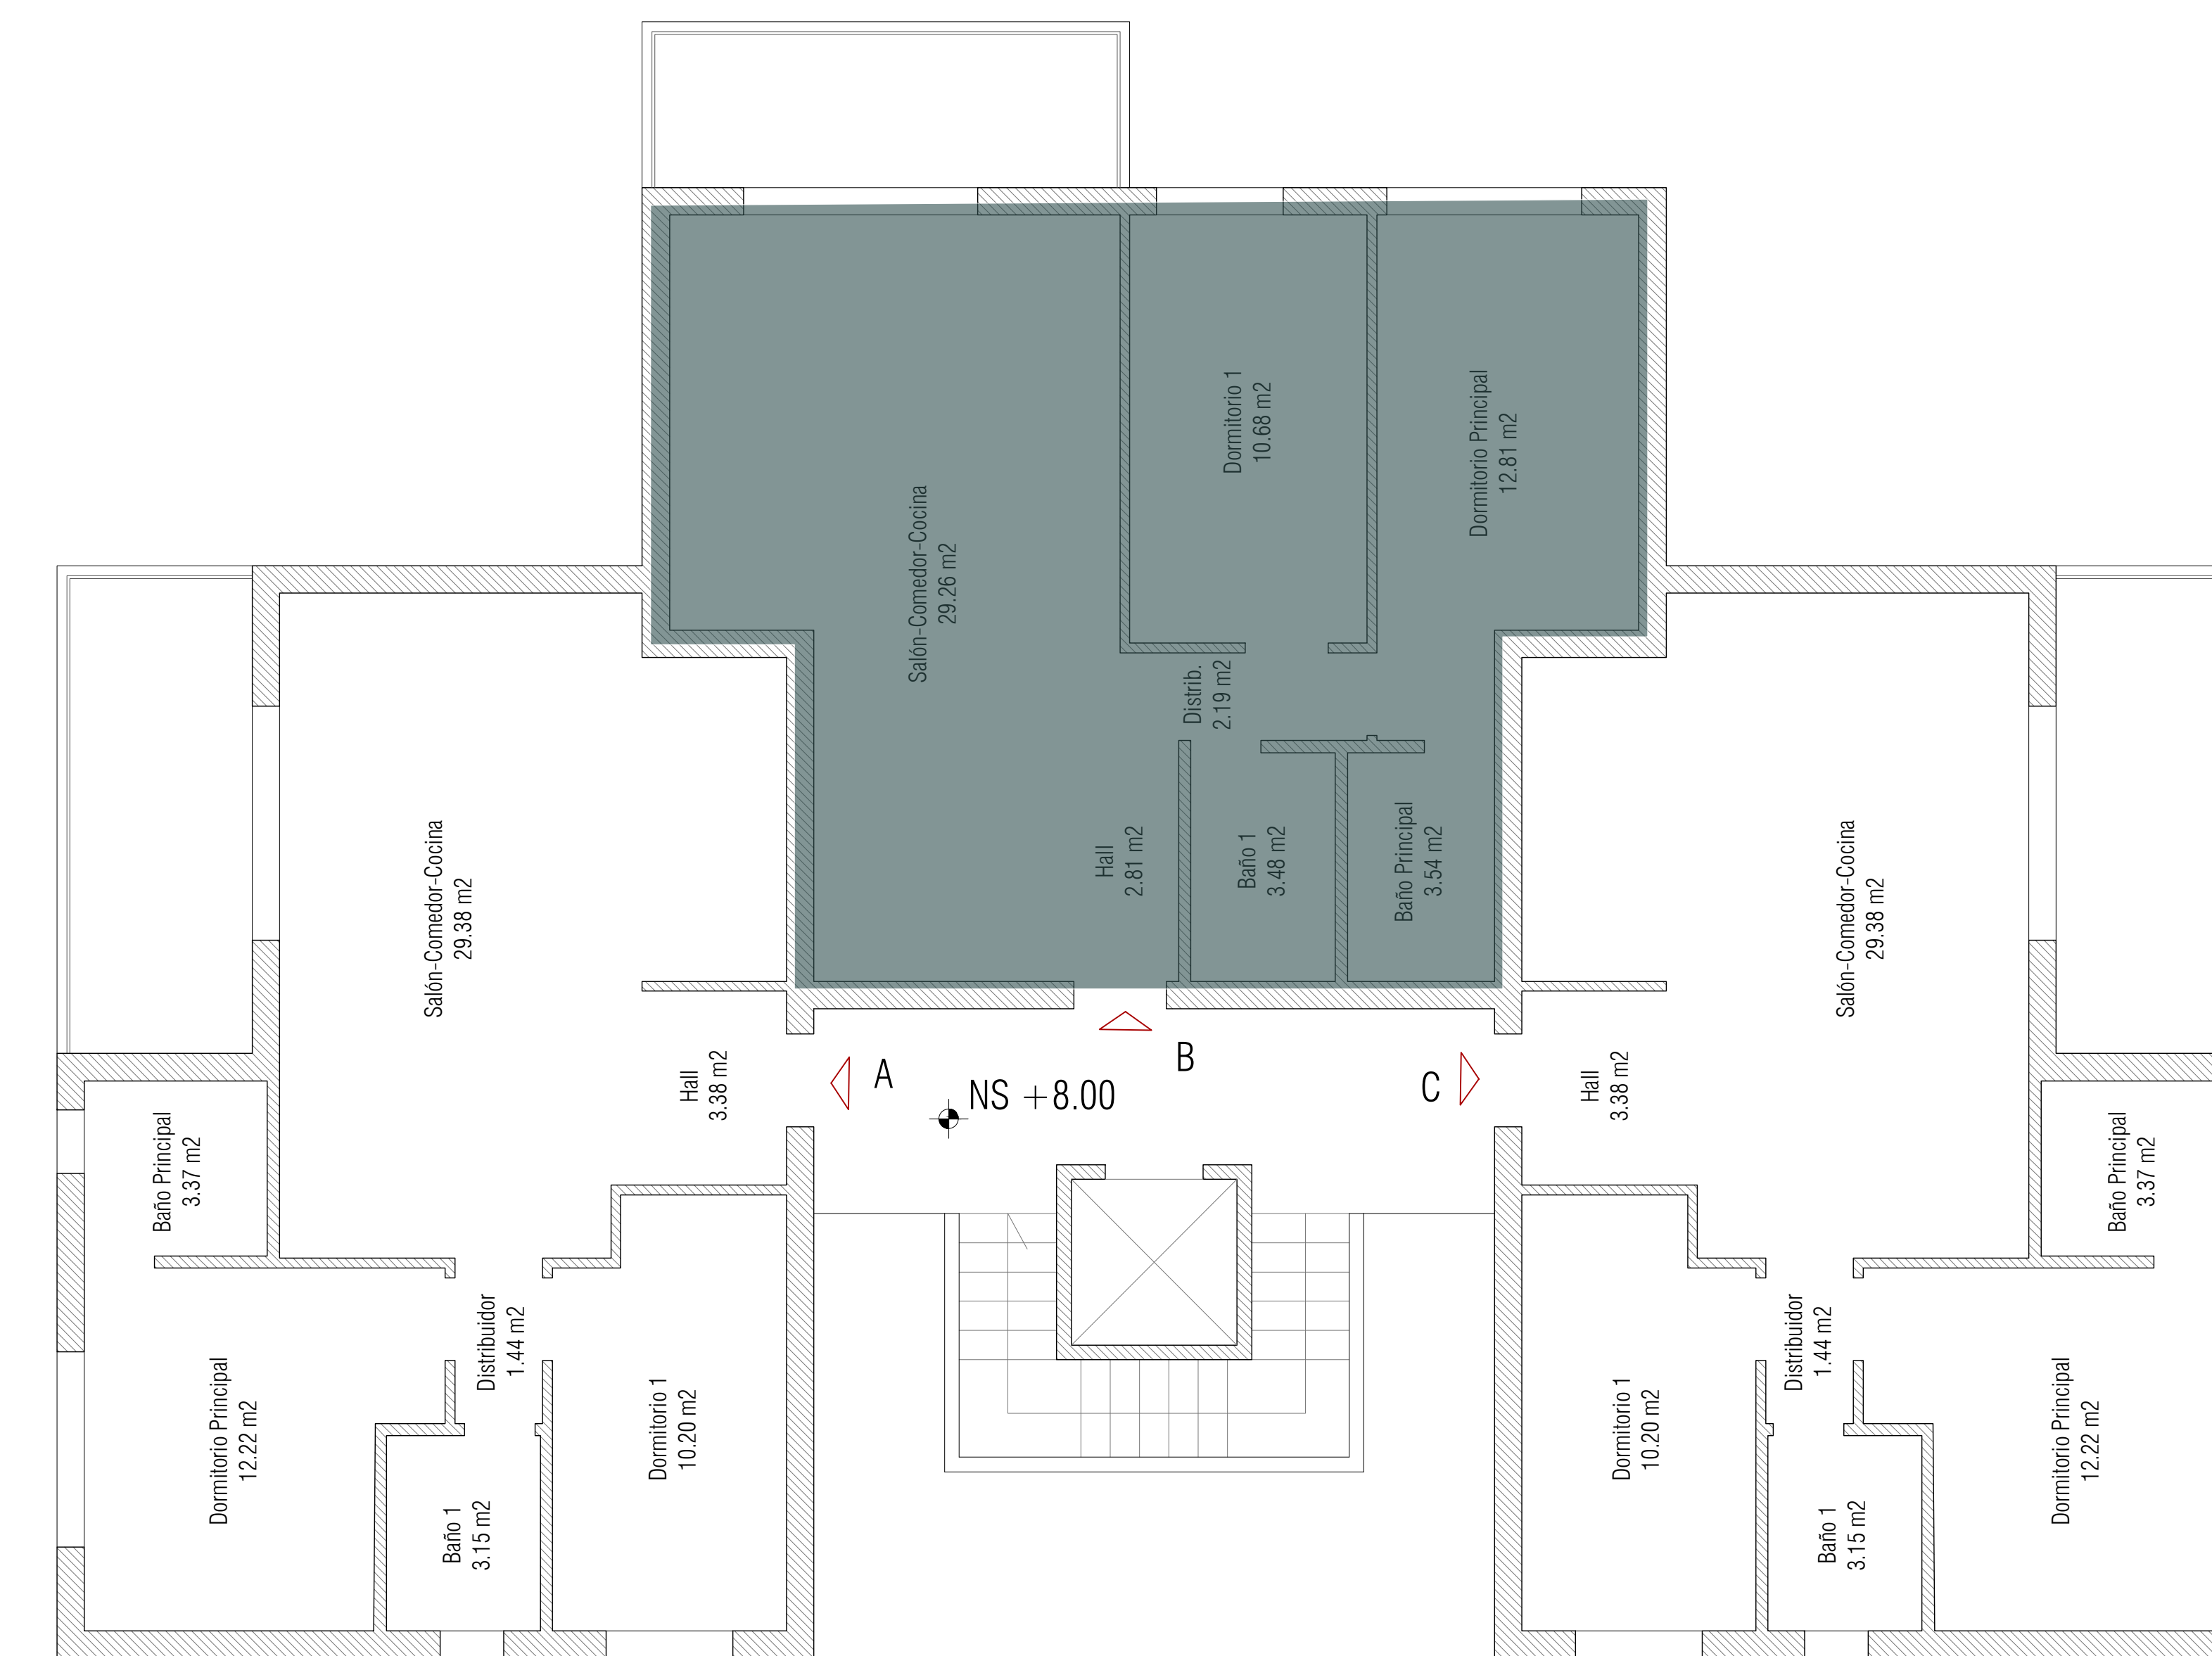 Salón-Comedor-Cocina
29.26 m2
Dormitorio 1
10.68 m2
Dormitorio Principal
12.81 m2
Distrib.
2.19 m2
Hall
2.81 m2
Baño 1
3.48 m2
Baño Principal
3.54 m2
Salón-Comedor-Cocina
29.38 m2
Hall
3.38 m2
Baño Principal
3.37 m2
Distribuidor
1.44 m2
Dormitorio Principal
12.22 m2
Baño 1
3.15 m2
Dormitorio 1
10.20 m2
A
B
C
NS +8.00
Salón-Comedor-Cocina
29.38 m2
Hall
3.38 m2
Baño Principal
3.37 m2
Distribuidor
1.44 m2
Dormitorio 1
10.20 m2
Baño 1
3.15 m2
Dormitorio Principal
12.22 m2